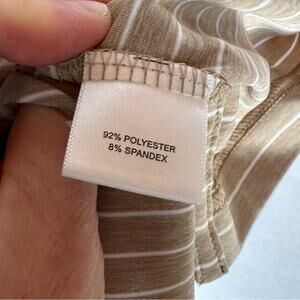 92% POLYESTER
8% SPANDEX